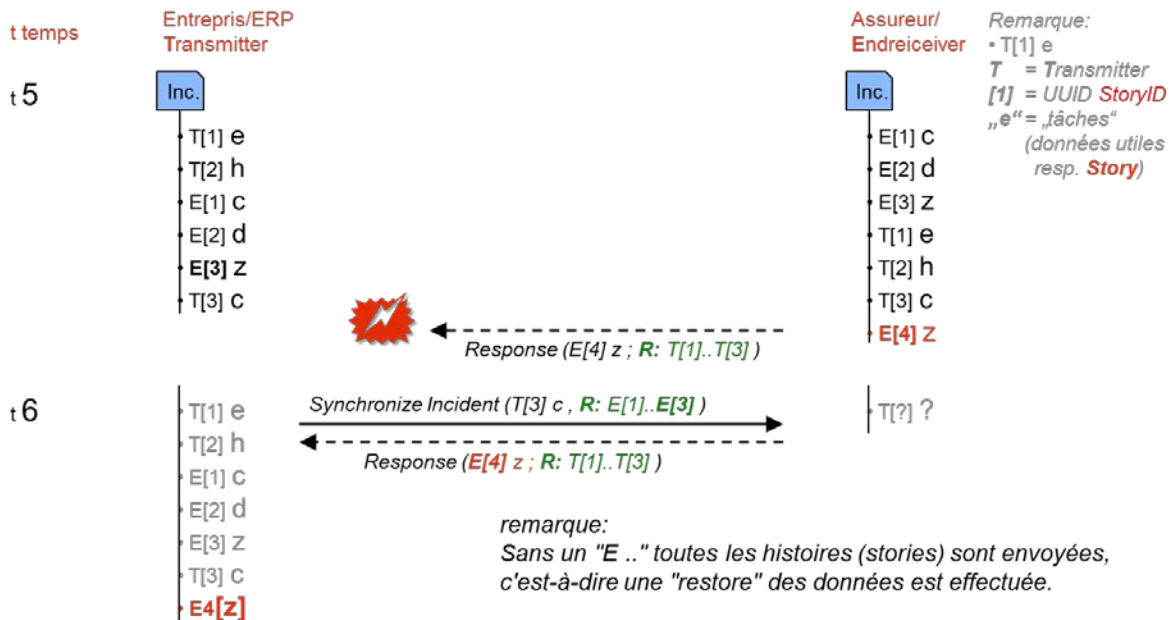 t temps
Entrepris/ERP
Transmitter
Assureur/
Endreiceiver
Remarque:
• T[1] e
T = Transmitter
[1] = UUID StoryID
„e“ = „tâches“
(données utiles
resp. Story)
t 5
Inc.
T[1] e
T[2] h
E[1] c
E[2] d
E[3] z
T[3] c
Inc.
E[1] c
E[2] d
E[3] z
T[1] e
T[2] h
T[3] c
E[4] z
Response (E[4] z ; R: T[1]..T[3] )
t 6
T[1] e
T[2] h
E[1] c
E[2] d
E[3] z
T[3] c
E4[z]
Synchronize Incident (T[3] c , R: E[1]..E[3] )
Response (E[4] z ; R: T[1]..T[3] )
T[?] ?
remarque:
Sans un "E .." toutes les histoires (stories) sont envoyées,
c'est-à-dire une "restore" des données est effectuée.